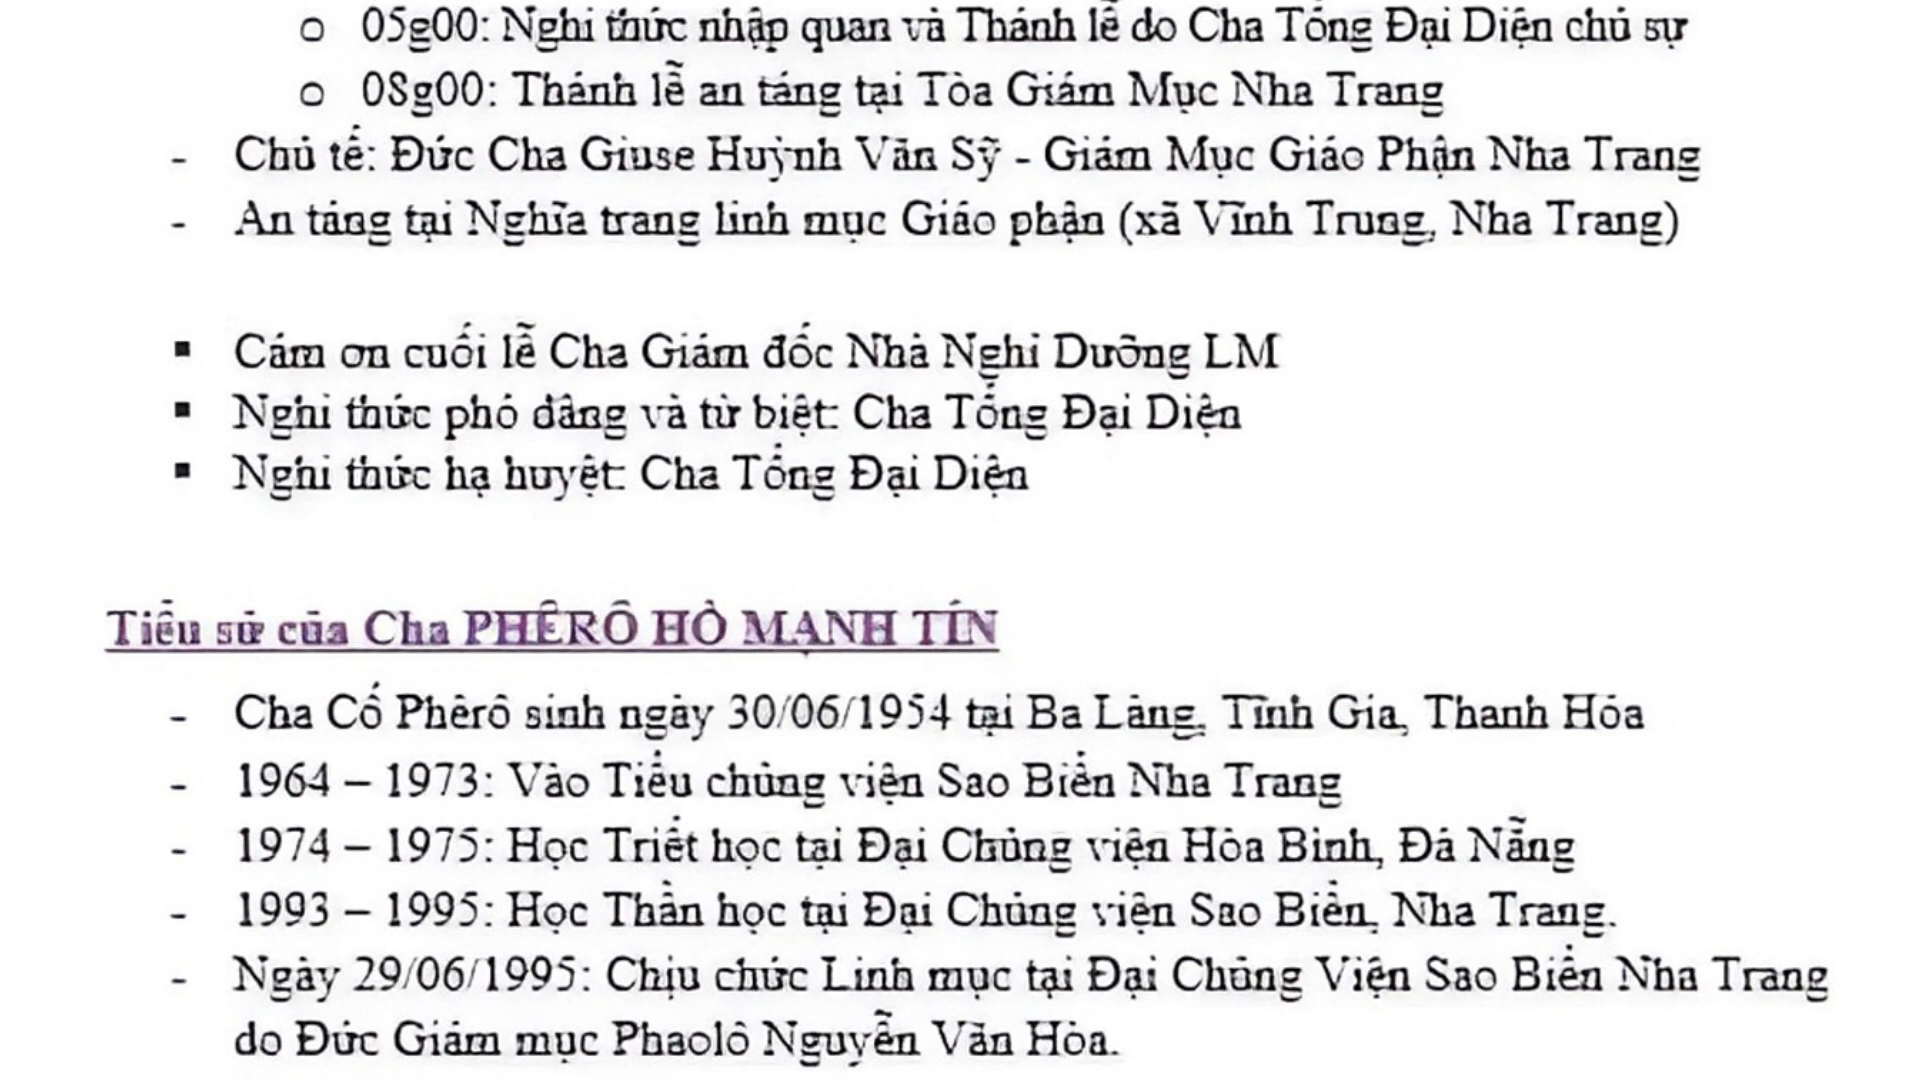 o 05g00: Nghi thức nhập quan và Thánh lễ do Cha Tổng Đại Diện chủ sự
o 08g00: Thánh lễ an táng tại Tòa Giám Mục Nha Trang
- Chủ tế: Đức Cha Giuse Huỳnh Văn Sỹ - Giám Mục Giáo Phận Nha Trang
- An táng tại Nghĩa trang linh mục Giáo phận (xã Vĩnh Trung, Nha Trang)
▪ Cám ơn cuối lễ Cha Giám đốc Nhà Nghỉ Dưỡng LM
▪ Nghi thức phó dâng và từ biệt: Cha Tổng Đại Diện
▪ Nghi thức hạ huyệt: Cha Tổng Đại Diện
Tiểu sử của Cha PHÊRÔ HỒ MẠNH TÍN
- Cha Cố Phêrô sinh ngày 30/06/1954 tại Ba Làng, Tĩnh Gia, Thanh Hóa
- 1964 – 1973: Vào Tiểu chủng viện Sao Biển Nha Trang
- 1974 – 1975: Học Triết học tại Đại Chủng viện Hòa Bình, Đà Nẵng
- 1993 – 1995: Học Thần học tại Đại Chủng viện Sao Biển, Nha Trang.
- Ngày 29/06/1995: Chịu chức Linh mục tại Đại Chủng Viện Sao Biển Nha Trang
do Đức Giám mục Phaolô Nguyễn Văn Hòa.